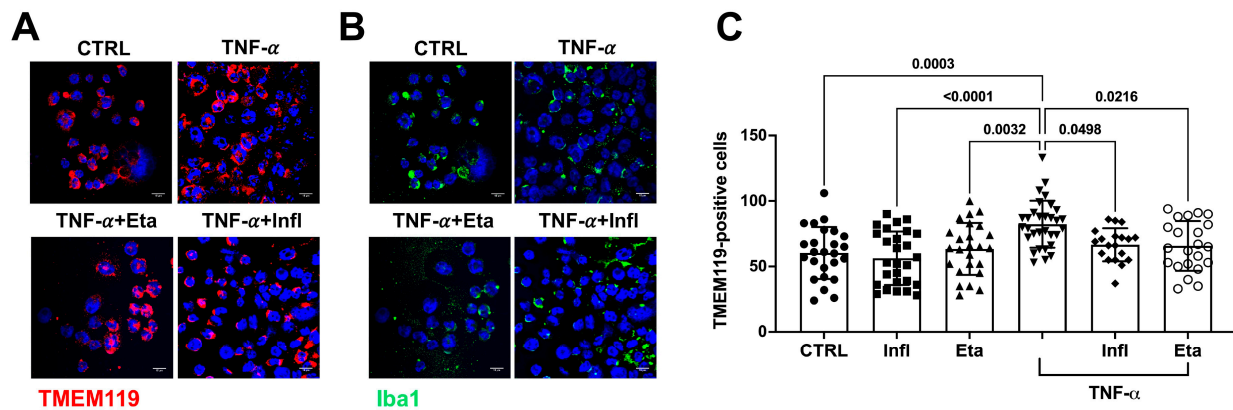 A
CTRL
TNF-α
TNF-α+Eta
TNF-α+Infl
TMEM119
B
CTRL
TNF-α
TNF-α+Eta
TNF-α+Infl
Iba1
C
0.0003
<0.0001
0.0216
0.0032
0.0498
TMEM119-positive cells
150
100
50
0
CTRL
Infl
Eta
-
Infl
Eta
TNF-α